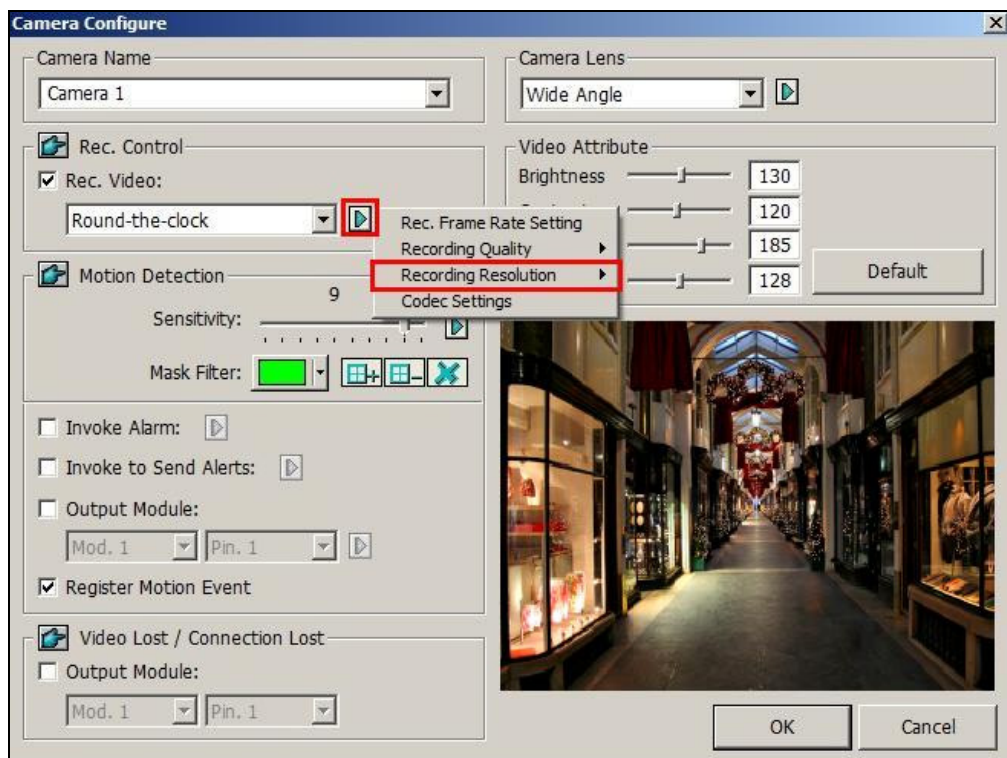 Camera Configure
Camera Name
Camera 1
Rec. Control
Rec. Video:
Round-the-clock
Rec. Frame Rate Setting
Recording Quality
Recording Resolution
Codec Settings
Motion Detection
9
Sensitivity:
Mask Filter:
Invoke Alarm:
Invoke to Send Alerts:
Output Module:
Mod. 1 Pin. 1
Register Motion Event
Video Lost / Connection Lost
Output Module:
Mod. 1 Pin. 1
Camera Lens
Wide Angle
Video Attribute
Brightness 130
120
185
128
Default
OK Cancel